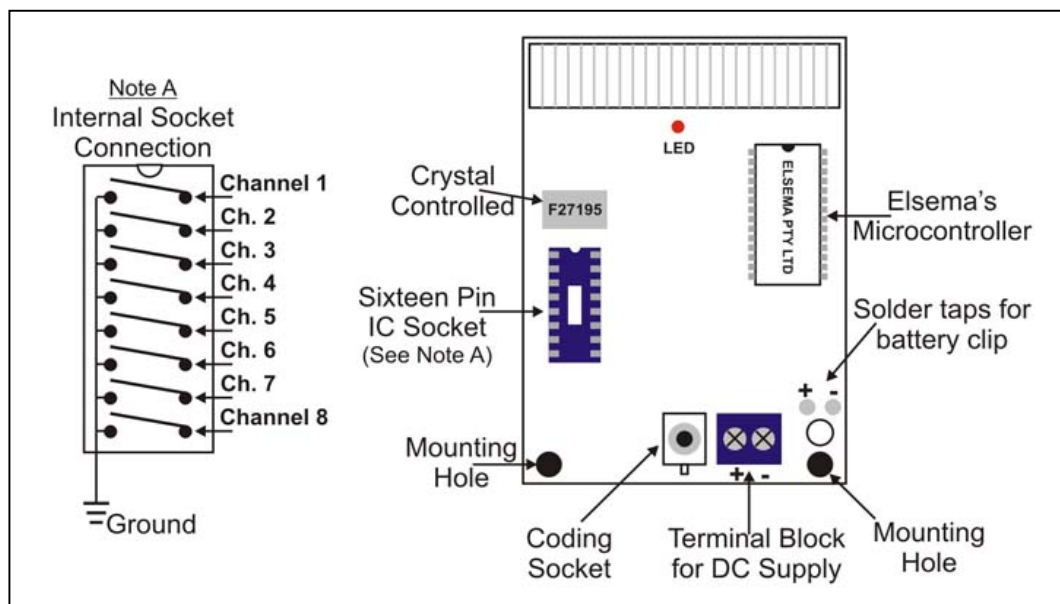 Note A
Internal Socket
Connection
Channel 1
Ch. 2
Ch. 3
Ch. 4
Ch. 5
Ch. 6
Ch. 7
Channel 8
Ground
LED
Crystal
Controlled
F27195
ELSEMA PTY LTD
Elsema's
Microcontroller
Sixteen Pin
IC Socket
(See Note A)
Solder taps for
battery clip
+ -
Mounting
Hole
+ -
Coding
Socket
Terminal Block
for DC Supply
Mounting
Hole